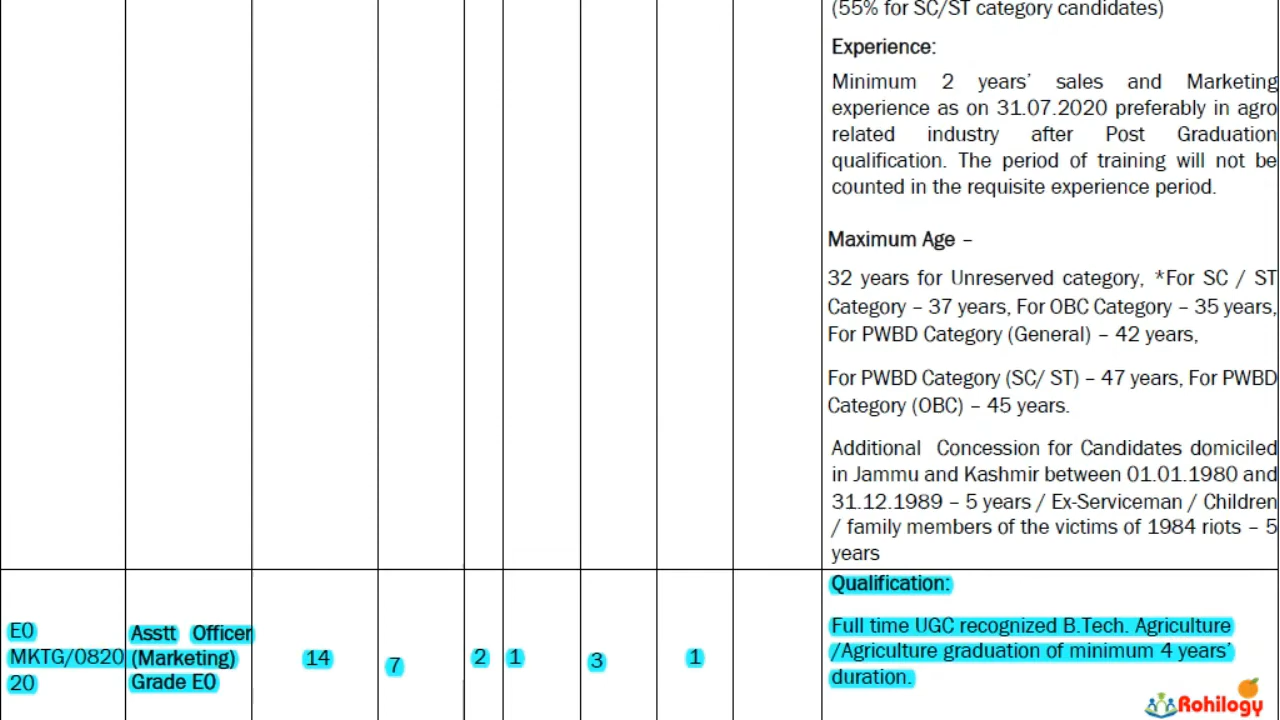 (55% for SC/ST category candidates)
Experience:
Minimum 2 years’ sales and Marketing
experience as on 31.07.2020 preferably in agro
related industry after Post Graduation
qualification. The period of training will not be
counted in the requisite experience period.
Maximum Age –
32 years for Unreserved category, *For SC / ST
Category – 37 years, For OBC Category – 35 years,
For PWBD Category (General) – 42 years,
For PWBD Category (SC/ ST) – 47 years, For PWBD
Category (OBC) – 45 years.
Additional Concession for Candidates domiciled
in Jammu and Kashmir between 01.01.1980 and
31.12.1989 – 5 years / Ex-Serviceman / Children
/ family members of the victims of 1984 riots – 5
years
E0
MKTG/0820
20
Asstt Officer
(Marketing)
Grade E0
14
7
2
1
3
1
Qualification:
Full time UGC recognized B.Tech. Agriculture
/Agriculture graduation of minimum 4 years’
duration.
Rohilogy